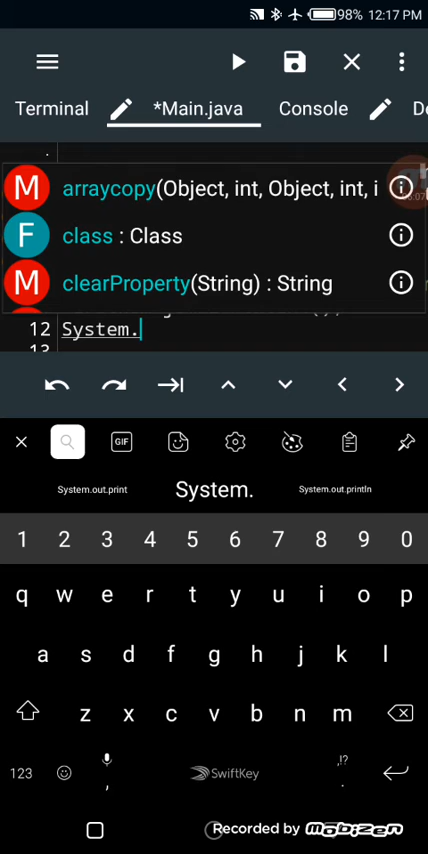 98% 12:17 PM
Terminal *Main.java Console
M arraycopy(Object, int, Object, int, i
F class : Class
M clearProperty(String) : String
12 System.
13
System.out.print System. System.out.println
1 2 3 4 5 6 7 8 9 0
q w e r t y u i o p
a s d f g h j k l
z x c v b n m
123 , SwiftKey ,!? .
Recorded by mobizen